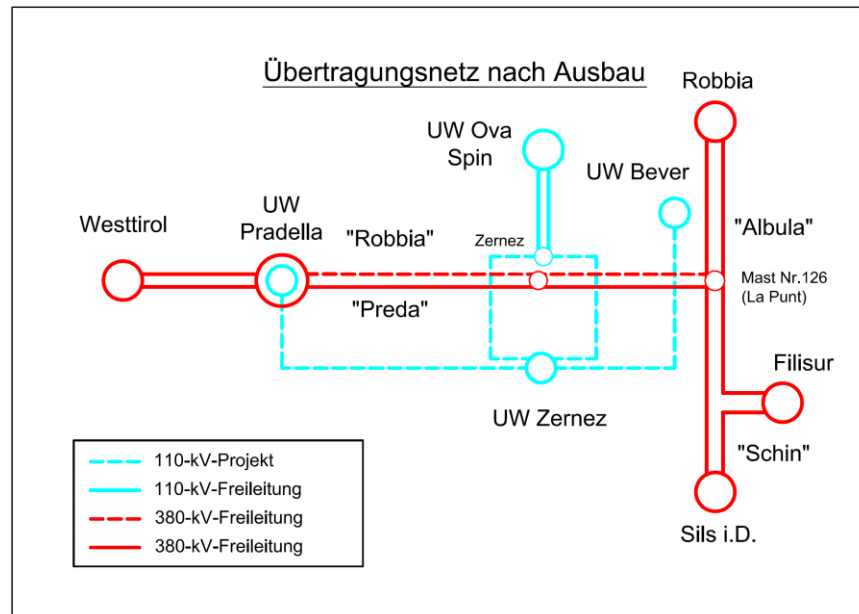 Übertragungsnetz nach Ausbau
Robbia
UW Ova
Spin
UW Bever
Westtirol
UW
Pradella
"Robbia"
Zernez
"Albula"
"Preda"
Mast Nr.126
(La Punt)
Filisur
UW Zernez
"Schin"
Sils i.D.
110-kV-Projekt
110-kV-Freileitung
380-kV-Freileitung
380-kV-Freileitung